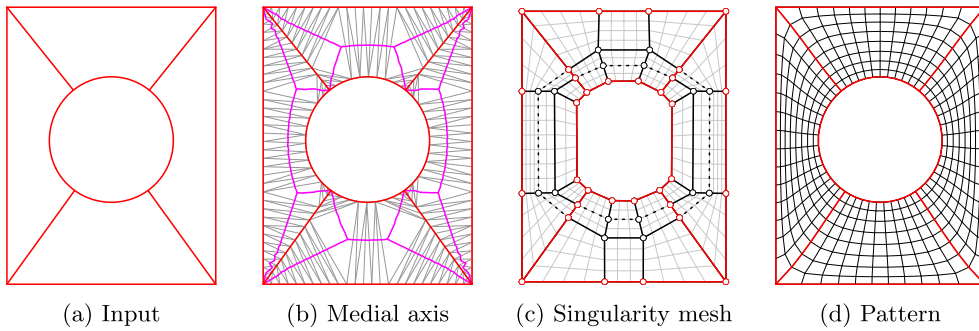 (a) Input
(b) Medial axis
(c) Singularity mesh
(d) Pattern